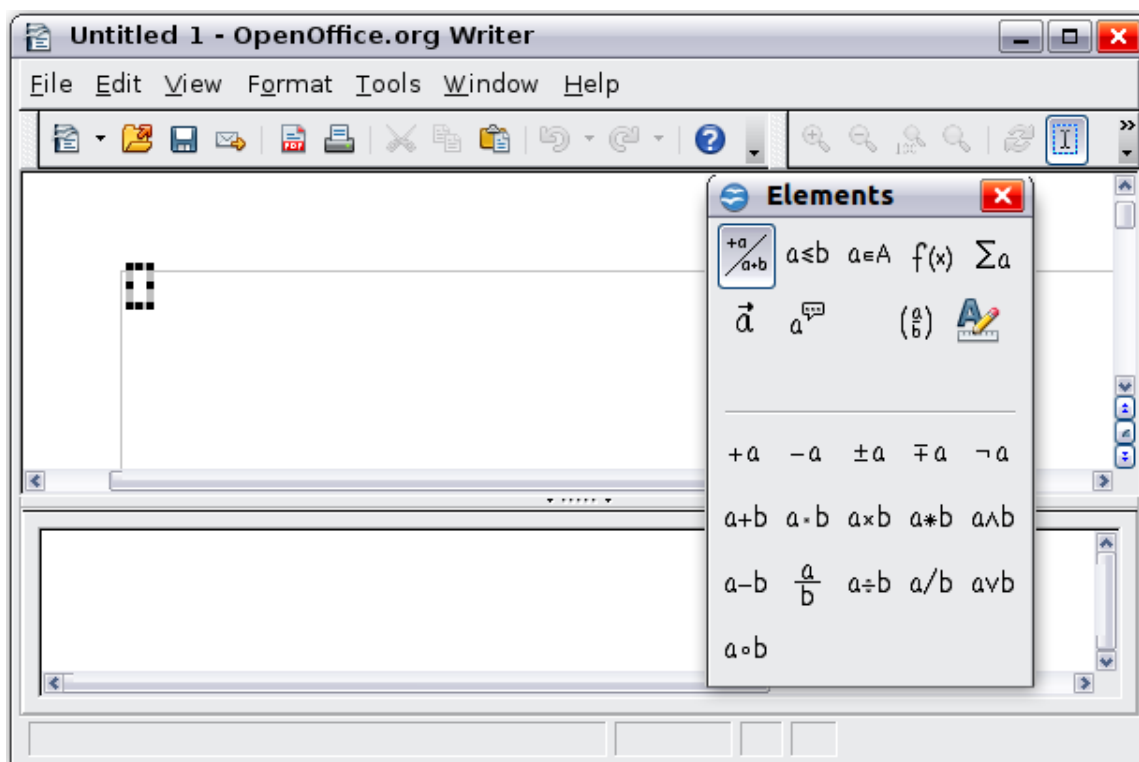 Untitled 1 - OpenOffice.org Writer
File Edit View Format Tools Window Help
Elements
+a/a+b a≤b a∈A f(x) Σa
a⃗ a (a/b)
+a −a ±a ∓a ¬a
a+b a·b a×b a∗b a∧b
a−b a/b a÷b a/b a∨b
a∘b